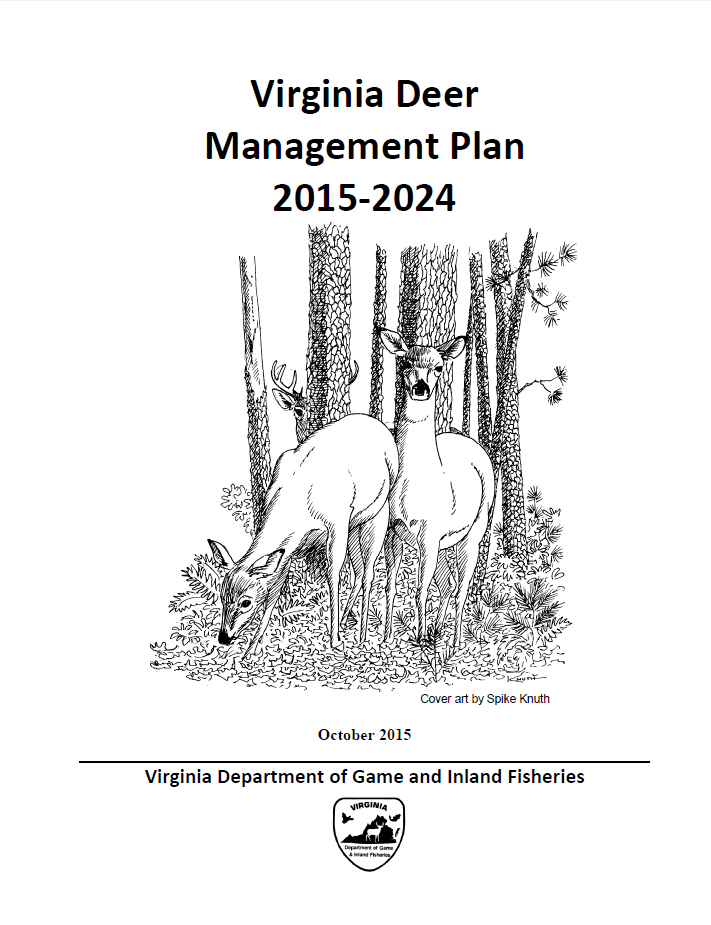 Virginia Deer
Management Plan
2015-2024
Cover art by Spike Knuth
October 2015
Virginia Department of Game and Inland Fisheries
VIRGINIA
Department of Game
& Inland Fisheries